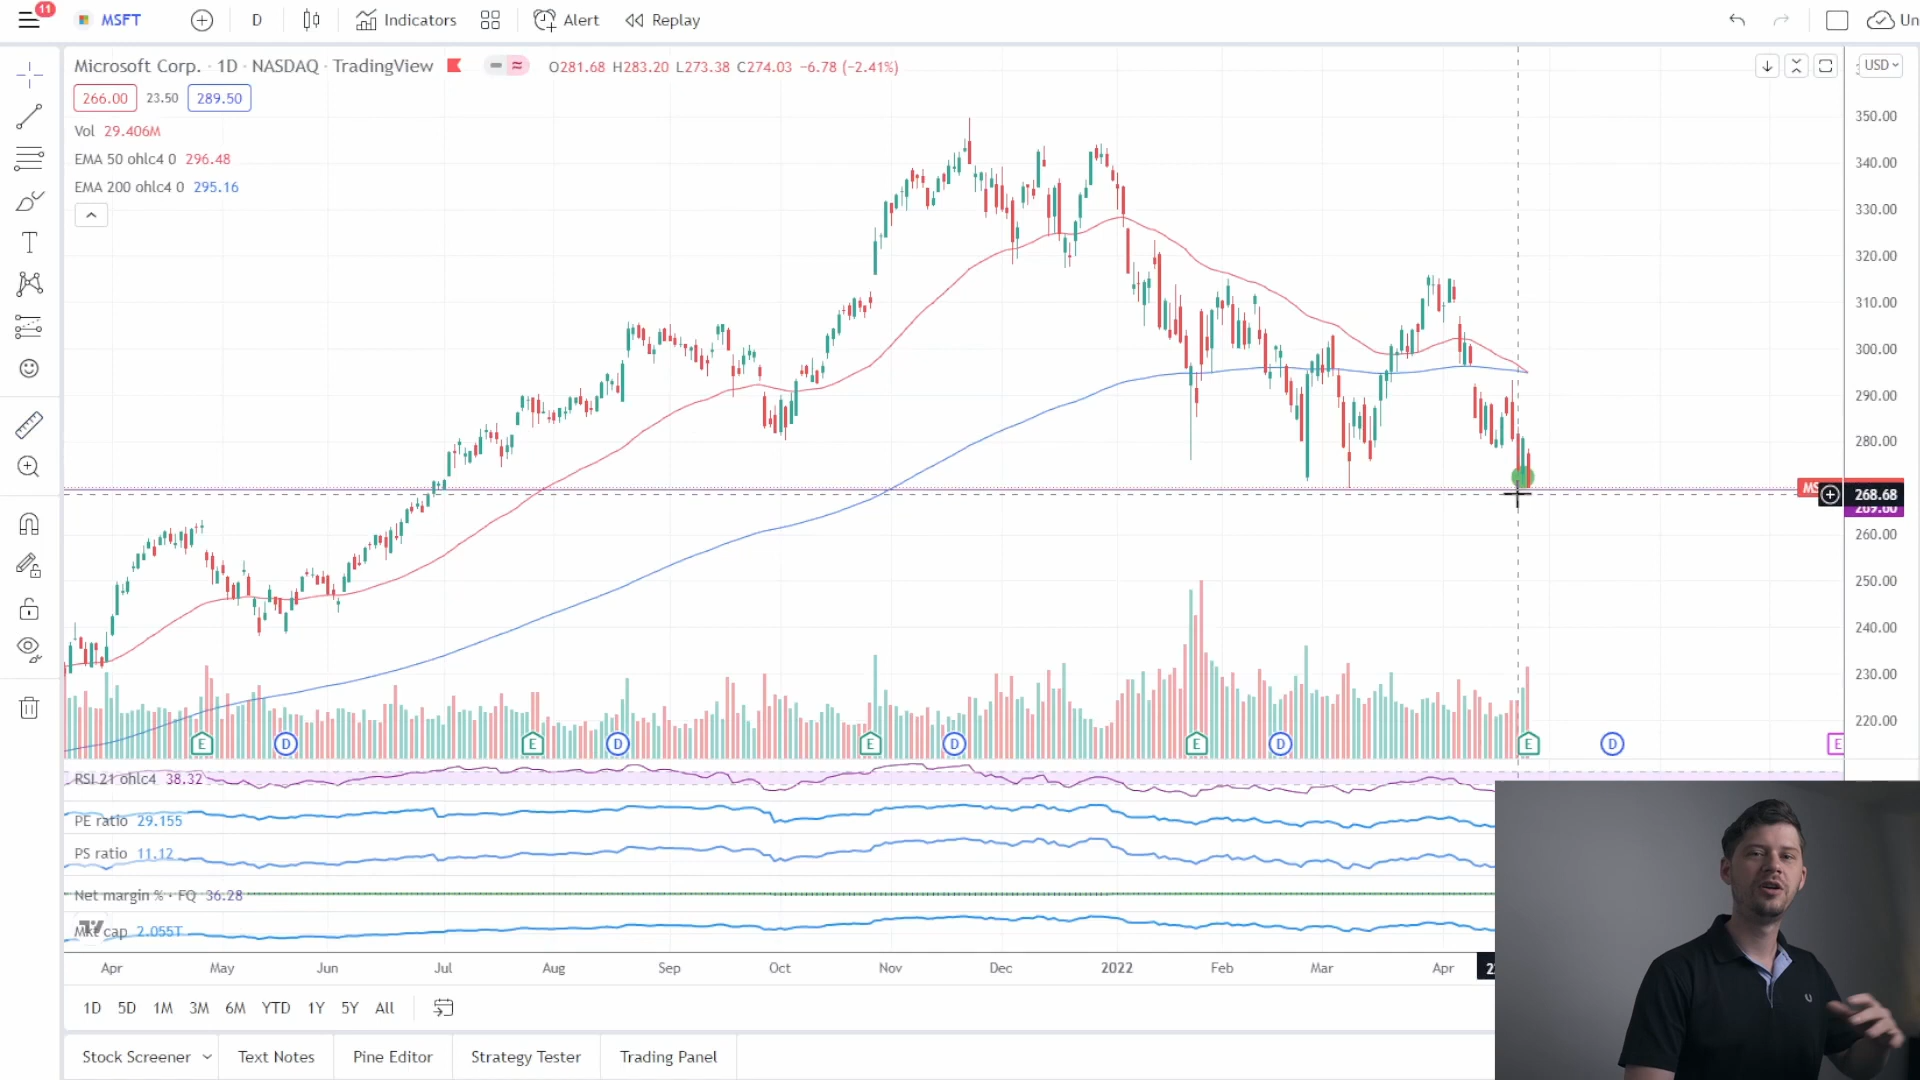 11
MSFT
D
Indicators
Alert
Replay
Un
Microsoft Corp. · 1D · NASDAQ · TradingView
O281.68 H283.20 L273.38 C274.03 −6.78 (−2.41%)
USD
266.00 23.50 289.50
Vol 29.406M
EMA 50 ohlc4 0 296.48
EMA 200 ohlc4 0 295.16
350.00
340.00
330.00
320.00
310.00
300.00
290.00
280.00
MS
268.68
269.60
260.00
250.00
240.00
230.00
220.00
E D E D E D E D E D E
RSI 21 ohlc4 38.32
PE ratio 29.155
PS ratio 11.12
Net margin % · FQ 36.28
Mkt cap 2.055T
Apr May Jun Jul Aug Sep Oct Nov Dec 2022 Feb Mar Apr 2
1D 5D 1M 3M 6M YTD 1Y 5Y All
Stock Screener Text Notes Pine Editor Strategy Tester Trading Panel